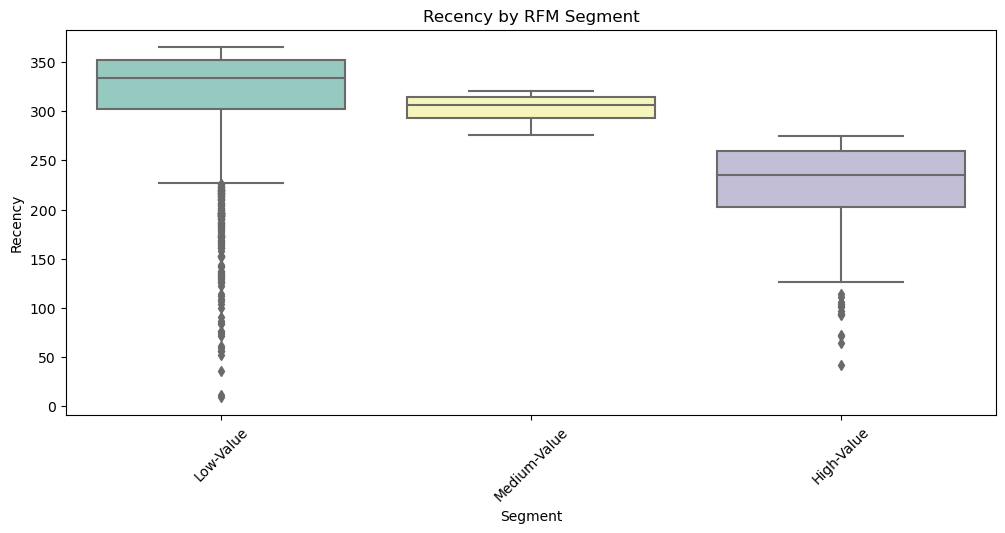 Recency by RFM Segment
Recency
350
300
250
200
150
100
50
0
Low-Value
Medium-Value
High-Value
Segment